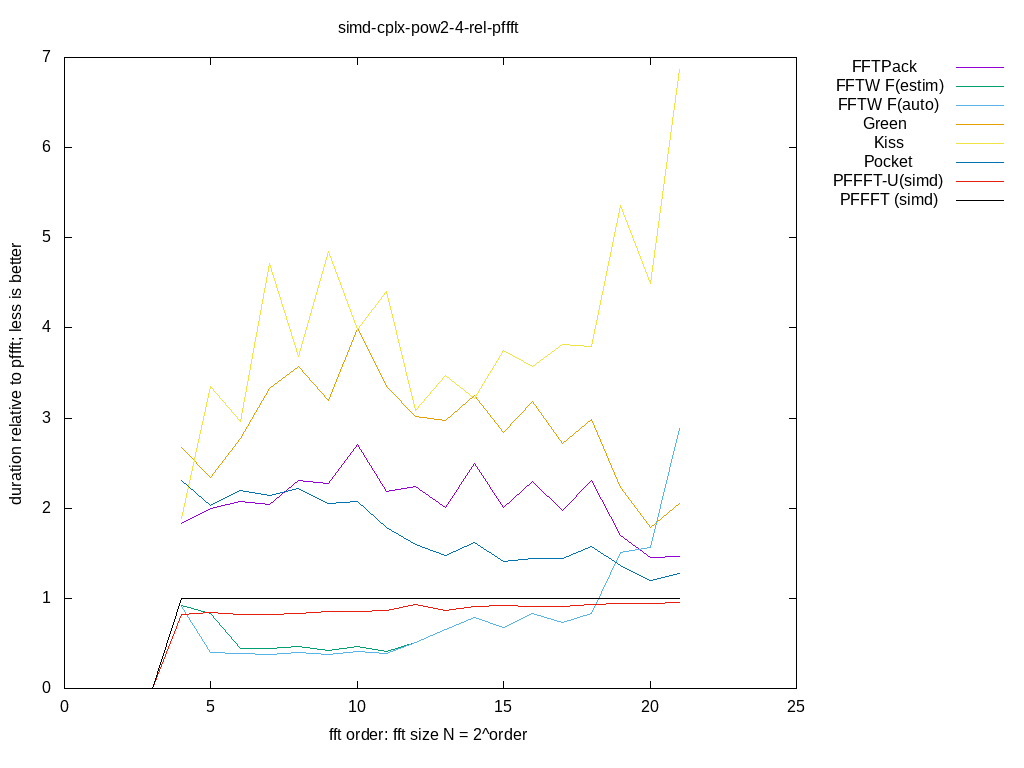 simd-cplx-pow2-4-rel-pffft
7
6
5
4
3
2
1
0
duration relative to pffft; less is better
0
5
10
15
20
25
fft order: fft size N = 2^order
FFTPack
FFTW F(estim)
FFTW F(auto)
Green
Kiss
Pocket
PFFFT-U(simd)
PFFFT (simd)